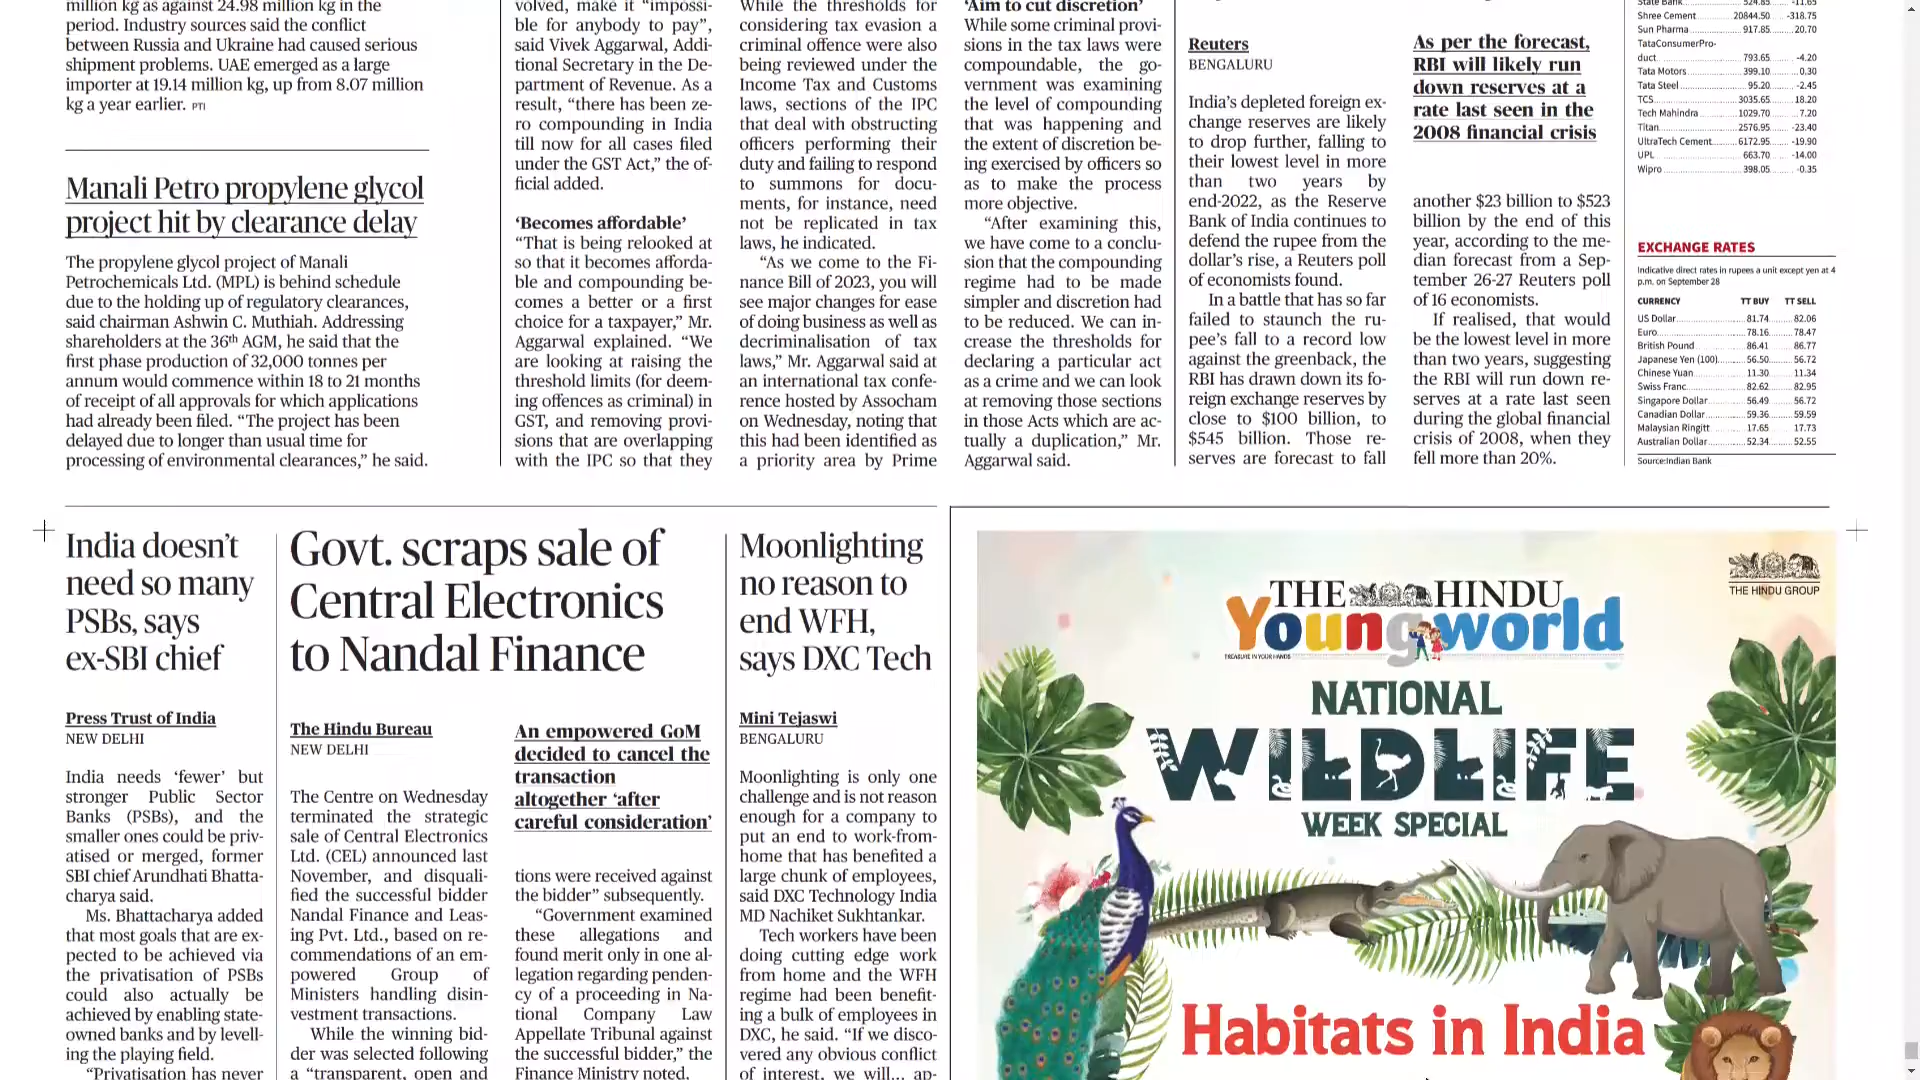 million kg as against 24.98 million kg in the
period. Industry sources said the conflict
between Russia and Ukraine had caused serious
shipment problems. UAE emerged as a large
importer at 19.14 million kg, up from 8.07 million
kg a year earlier. PTI
Manali Petro propylene glycol
project hit by clearance delay
The propylene glycol project of Manali
Petrochemicals Ltd. (MPL) is behind schedule
due to the holding up of regulatory clearances,
said chairman Ashwin C. Muthiah. Addressing
shareholders at the 36th AGM, he said that the
first phase production of 32,000 tonnes per
annum would commence within 18 to 21 months
of receipt of all approvals for which applications
had already been filed. “The project has been
delayed due to longer than usual time for
processing of environmental clearances,” he said.
volved, make it “impossi-
ble for anybody to pay”,
said Vivek Aggarwal, Addi-
tional Secretary in the De-
partment of Revenue. As a
result, “there has been ze-
ro compounding in India
till now for all cases filed
under the GST Act,” the of-
ficial added.
‘Becomes affordable’
“That is being relooked at
so that it becomes afforda-
ble and compounding be-
comes a better or a first
choice for a taxpayer,” Mr.
Aggarwal explained. “We
are looking at raising the
threshold limits (for deem-
ing offences as criminal) in
GST, and removing provi-
sions that are overlapping
with the IPC so that they
While the thresholds for
considering tax evasion a
criminal offence were also
being reviewed under the
Income Tax and Customs
laws, sections of the IPC
that deal with obstructing
officers performing their
duty and failing to respond
to summons for docu-
ments, for instance, need
not be replicated in tax
laws, he indicated.
“As we come to the Fi-
nance Bill of 2023, you will
see major changes for ease
of doing business as well as
decriminalisation of tax
laws,” Mr. Aggarwal said at
an international tax confe-
rence hosted by Assocham
on Wednesday, noting that
this had been identified as
a priority area by Prime
‘Aim to cut discretion’
While some criminal provi-
sions in the tax laws were
compoundable, the go-
vernment was examining
the level of compounding
that was happening and
the extent of discretion be-
ing exercised by officers so
as to make the process
more objective.
“After examining this,
we have come to a conclu-
sion that the compounding
regime had to be made
simpler and discretion had
to be reduced. We can in-
crease the thresholds for
declaring a particular act
as a crime and we can look
at removing those sections
in those Acts which are ac-
tually a duplication,” Mr.
Aggarwal said.
Reuters
BENGALURU
India’s depleted foreign ex-
change reserves are likely
to drop further, falling to
their lowest level in more
than two years by
end-2022, as the Reserve
Bank of India continues to
defend the rupee from the
dollar’s rise, a Reuters poll
of economists found.
In a battle that has so far
failed to staunch the ru-
pee’s fall to a record low
against the greenback, the
RBI has drawn down its fo-
reign exchange reserves by
close to $100 billion, to
$545 billion. Those re-
serves are forecast to fall
As per the forecast,
RBI will likely run
down reserves at a
rate last seen in the
2008 financial crisis
another $23 billion to $523
billion by the end of this
year, according to the me-
dian forecast from a Sep-
tember 26-27 Reuters poll
of 16 economists.
If realised, that would
be the lowest level in more
than two years, suggesting
the RBI will run down re-
serves at a rate last seen
during the global financial
crisis of 2008, when they
fell more than 20%.
State Bank 524.85 -11.65
Shree Cement 20844.50 -318.75
Sun Pharma 917.85 20.70
TataConsumerPro-
duct 793.65 -4.20
Tata Motors 399.10 0.30
Tata Steel 95.20 -2.45
TCS 3035.65 18.20
Tech Mahindra 1029.70 7.20
Titan 2576.95 -23.40
UltraTech Cement 6172.95 -19.90
UPL 663.70 -14.00
Wipro 398.05 -0.35
EXCHANGE RATES
Indicative direct rates in rupees a unit except yen at 4
p.m. on September 28
CURRENCY TT BUY TT SELL
US Dollar 81.74 82.06
Euro 78.16 78.47
British Pound 86.41 86.77
Japanese Yen (100) 56.50 56.72
Chinese Yuan 11.30 11.34
Swiss Franc 82.62 82.95
Singapore Dollar 56.49 56.72
Canadian Dollar 59.36 59.59
Malaysian Ringitt 17.65 17.73
Australian Dollar 52.34 52.55
Source:Indian Bank
India doesn’t
need so many
PSBs, says
ex-SBI chief
Press Trust of India
NEW DELHI
India needs ‘fewer’ but
stronger Public Sector
Banks (PSBs), and the
smaller ones could be priv-
atised or merged, former
SBI chief Arundhati Bhatta-
charya said.
Ms. Bhattacharya added
that most goals that are ex-
pected to be achieved via
the privatisation of PSBs
could also actually be
achieved by enabling state-
owned banks and by levell-
ing the playing field.
“Privatisation has never
Govt. scraps sale of
Central Electronics
to Nandal Finance
The Hindu Bureau
NEW DELHI
The Centre on Wednesday
terminated the strategic
sale of Central Electronics
Ltd. (CEL) announced last
November, and disquali-
fied the successful bidder
Nandal Finance and Leas-
ing Pvt. Ltd., based on re-
commendations of an em-
powered Group of
Ministers handling disin-
vestment transactions.
While the winning bid-
der was selected following
a “transparent, open and
An empowered GoM
decided to cancel the
transaction
altogether ‘after
careful consideration’
tions were received against
the bidder” subsequently.
“Government examined
these allegations and
found merit only in one al-
legation regarding penden-
cy of a proceeding in Na-
tional Company Law
Appellate Tribunal against
the successful bidder,” the
Finance Ministry noted.
Moonlighting
no reason to
end WFH,
says DXC Tech
Mini Tejaswi
BENGALURU
Moonlighting is only one
challenge and is not reason
enough for a company to
put an end to work-from-
home that has benefited a
large chunk of employees,
said DXC Technology India
MD Nachiket Sukhtankar.
Tech workers have been
doing cutting edge work
from home and the WFH
regime had been benefit-
ing a bulk of employees in
DXC, he said. “If we disco-
vered any obvious conflict
of interest, we will... ap-
THE HINDU
Young world
TREASURE IN YOUR HANDS
THE HINDU GROUP
NATIONAL
WILDLIFE
WEEK SPECIAL
Habitats in India